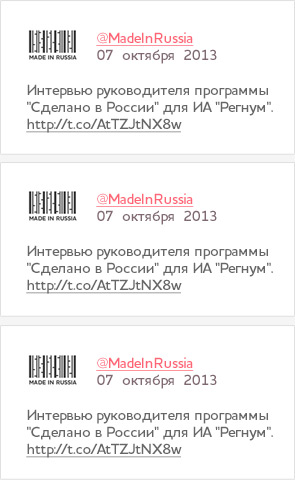 MADE IN RUSSIA
@MadeInRussia
07 октября 2013
Интервью руководителя программы
"Сделано в России" для ИА "Регнум".
http://t.co/AtTZJtNX8w
MADE IN RUSSIA
@MadeInRussia
07 октября 2013
Интервью руководителя программы
"Сделано в России" для ИА "Регнум".
http://t.co/AtTZJtNX8w
MADE IN RUSSIA
@MadeInRussia
07 октября 2013
Интервью руководителя программы
"Сделано в России" для ИА "Регнум".
http://t.co/AtTZJtNX8w